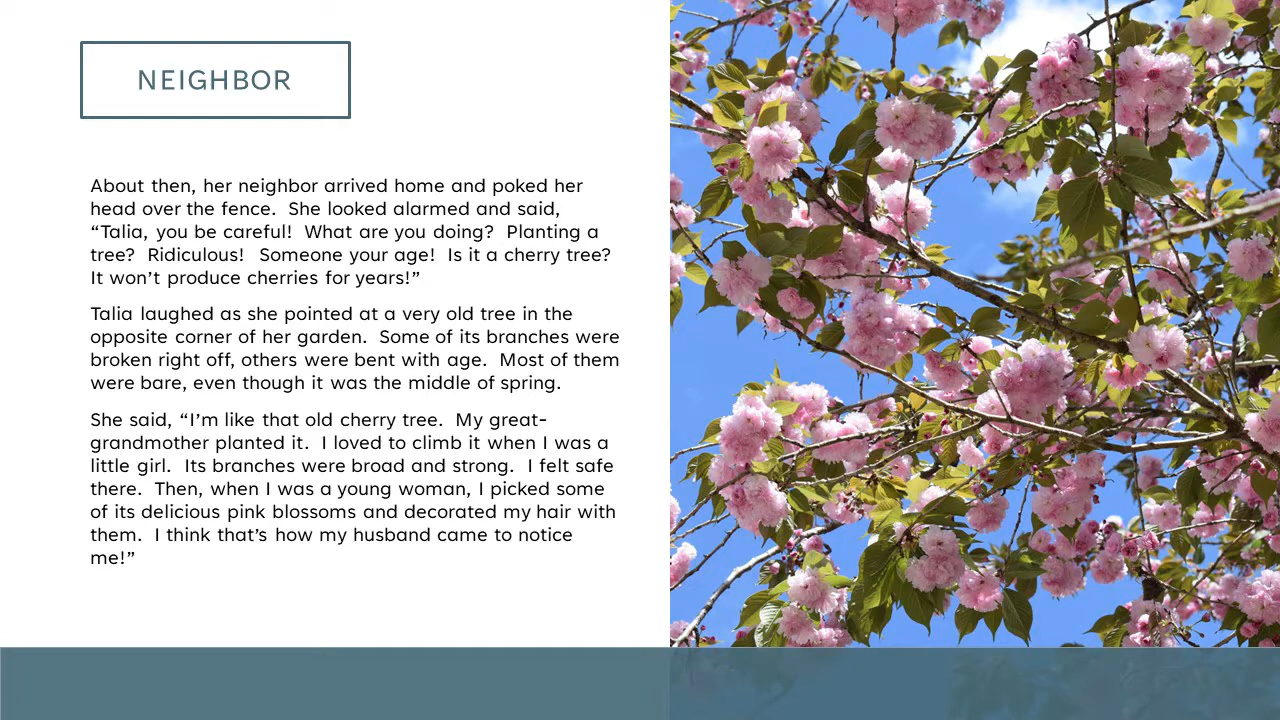 NEIGHBOR
About then, her neighbor arrived home and poked her
head over the fence.  She looked alarmed and said,
“Talia, you be careful!  What are you doing?  Planting a
tree?  Ridiculous!  Someone your age!  Is it a cherry tree?
It won’t produce cherries for years!”
Talia laughed as she pointed at a very old tree in the
opposite corner of her garden.  Some of its branches were
broken right off, others were bent with age.  Most of them
were bare, even though it was the middle of spring.
She said, “I’m like that old cherry tree.  My great-
grandmother planted it.  I loved to climb it when I was a
little girl.  Its branches were broad and strong.  I felt safe
there.  Then, when I was a young woman, I picked some
of its delicious pink blossoms and decorated my hair with
them.  I think that’s how my husband came to notice
me!”